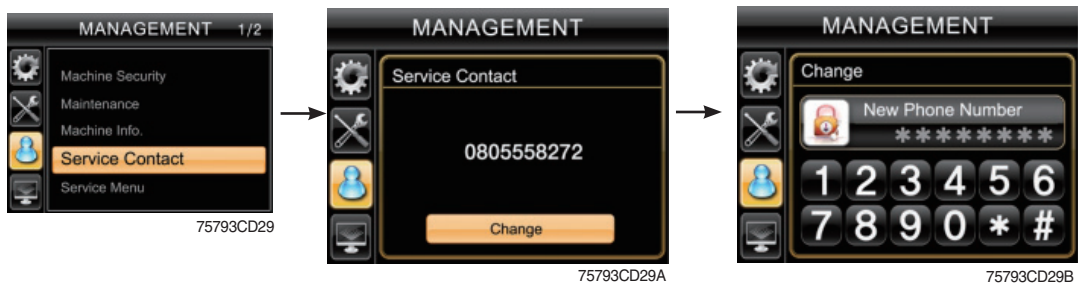 MANAGEMENT 1/2
Machine Security
Maintenance
Machine Info.
Service Contact
Service Menu
75793CD29
MANAGEMENT
Service Contact
0805558272
Change
75793CD29A
MANAGEMENT
Change
New Phone Number
********
1 2 3 4 5 6
7 8 9 0 * #
75793CD29B